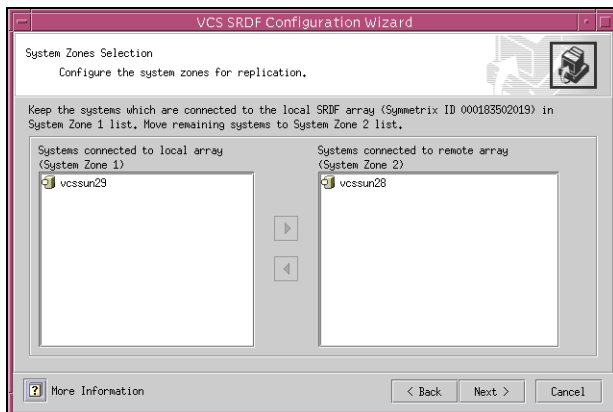 VCS SRDF Configuration Wizard
System Zones Selection
Configure the system zones for replication.
Keep the systems which are connected to the local SRDF array (Symmetrix ID 000183502019) in
System Zone 1 list. Move remaining systems to System Zone 2 list.
Systems connected to local array
(System Zone 1)
vcssun29
Systems connected to remote array
(System Zone 2)
vcssun28
? More Information
< Back
Next >
Cancel